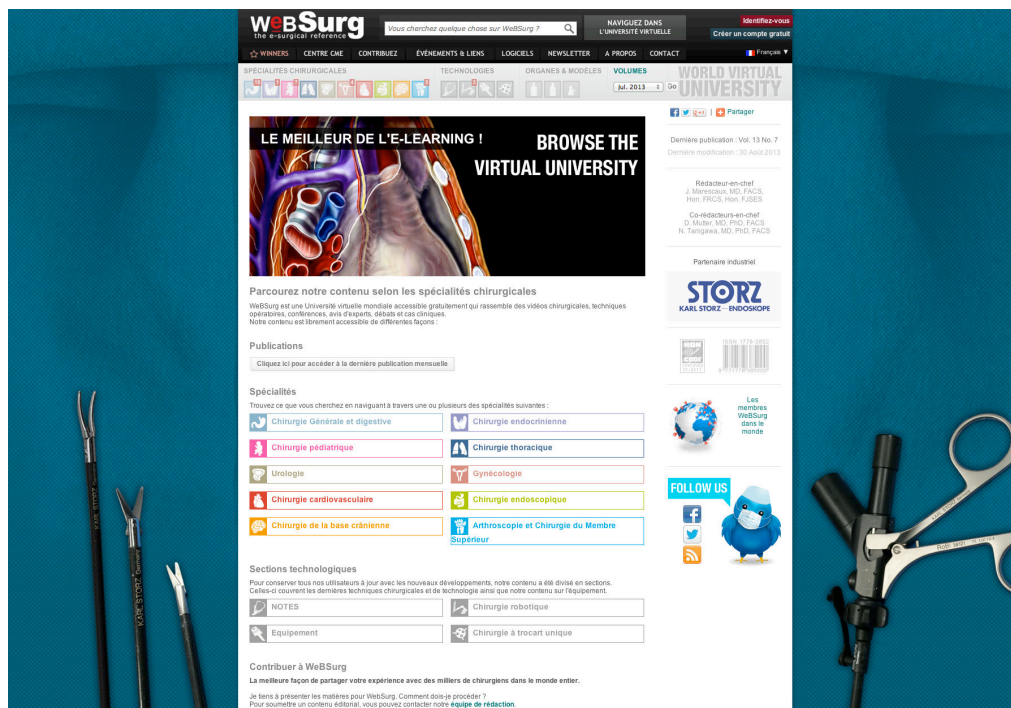 WeBSurg
the e-surgical reference
Vous cherchez quelque chose sur WeBSurg ?
NAVIGUEZ DANS
L'UNIVERSITÉ VIRTUELLE
Identifiez-vous
Créer un compte gratuit
WINNERS CENTRE CME CONTRIBUEZ ÉVÉNEMENTS & LIENS LOGICIELS NEWSLETTER A PROPOS CONTACT
Français
SPÉCIALITÉS CHIRURGICALES TECHNOLOGIES ORGANES & MODÈLES VOLUMES
jul. 2013 Go
WORLD VIRTUAL
UNIVERSITY
Partager
LE MEILLEUR DE L'E-LEARNING !
BROWSE THE
VIRTUAL UNIVERSITY
Dernière publication : Vol. 13 No. 7
Dernière modification : 30 Août 2013
Rédacteur-en-chef
J. Marescaux, MD, FACS,
Hon. FRCS, Hon. FJSES
Co-rédacteurs-en-chef
D. Mutter, MD, PhD, FACS
N. Tanigawa, MD, PhD, FACS
Partenaire industriel
STORZ
KARL STORZ—ENDOSKOPE
Parcourez notre contenu selon les spécialités chirurgicales
WeBSurg est une Université virtuelle mondiale accessible gratuitement qui rassemble des vidéos chirurgicales, techniques
opératoires, conférences, avis d'experts, débats et cas cliniques.
Notre contenu est librement accessible de différentes façons :
Publications
Cliquez ici pour accéder à la dernière publication mensuelle
Spécialités
Trouvez ce que vous cherchez en naviguant à travers une ou plusieurs des spécialités suivantes :
Chirurgie Générale et digestive
Chirurgie endocrinienne
Chirurgie pédiatrique
Chirurgie thoracique
Urologie
Gynécologie
Chirurgie cardiovasculaire
Chirurgie endoscopique
Chirurgie de la base crânienne
Arthroscopie et Chirurgie du Membre
Supérieur
Les
membres
WeBSurg
dans le
monde
FOLLOW US
Sections technologiques
Pour conserver tous nos utilisateurs à jour avec les nouveaux développements, notre contenu a été divisé en sections.
Celles-ci couvrent les dernières techniques chirurgicales et de technologie ainsi que notre contenu sur l'équipement.
NOTES
Chirurgie robotique
Equipement
Chirurgie à trocart unique
Contribuer à WeBSurg
La meilleure façon de partager votre expérience avec des milliers de chirurgiens dans le monde entier.
Je tiens à présenter les matières pour WebSurg. Comment dois-je procéder ?
Pour soumettre un contenu éditorial, vous pouvez contacter notre équipe de rédaction.
KARL STORZ
KARL STORZ Germany